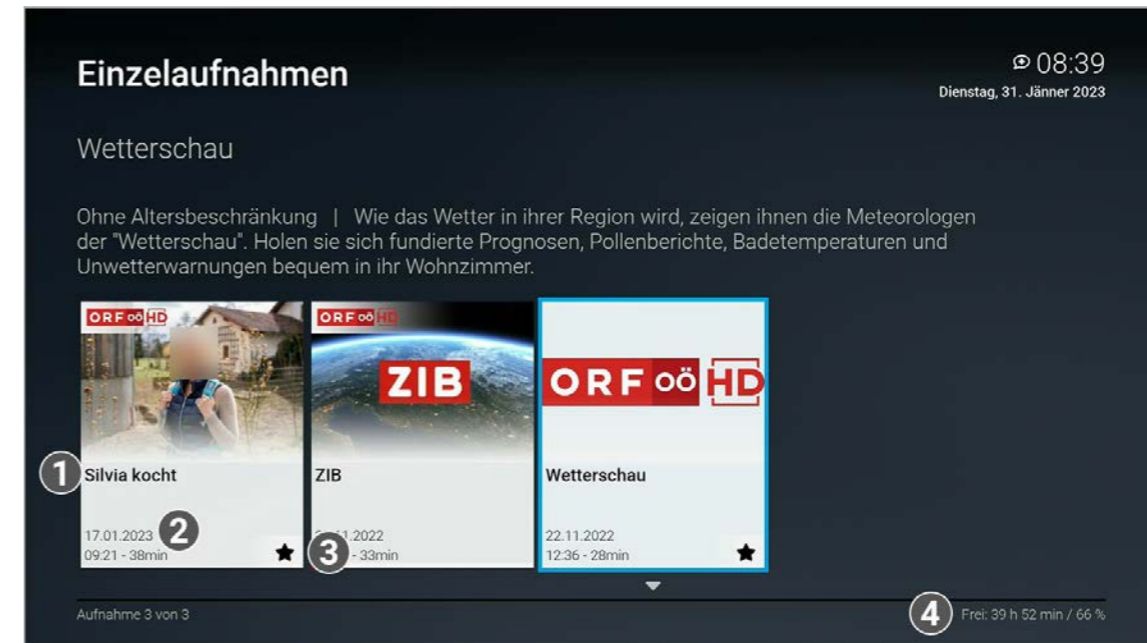 Einzelaufnahmen
08:39
Dienstag, 31. Jänner 2023
Wetterschau
Ohne Altersbeschränkung | Wie das Wetter in ihrer Region wird, zeigen ihnen die Meteorologen
der "Wetterschau". Holen sie sich fundierte Prognosen, Pollenberichte, Badetemperaturen und
Unwetterwarnungen bequem in ihr Wohnzimmer.
ORF oö HD
ORF oö HD
ZIB
ORF oö HD
1 Silvia kocht
ZIB
Wetterschau
17.01.2023 2
09:21 - 38min
11.2022
3 - 33min
22.11.2022
12:36 - 28min
Aufnahme 3 von 3
4 Frei: 39 h 52 min / 66 %